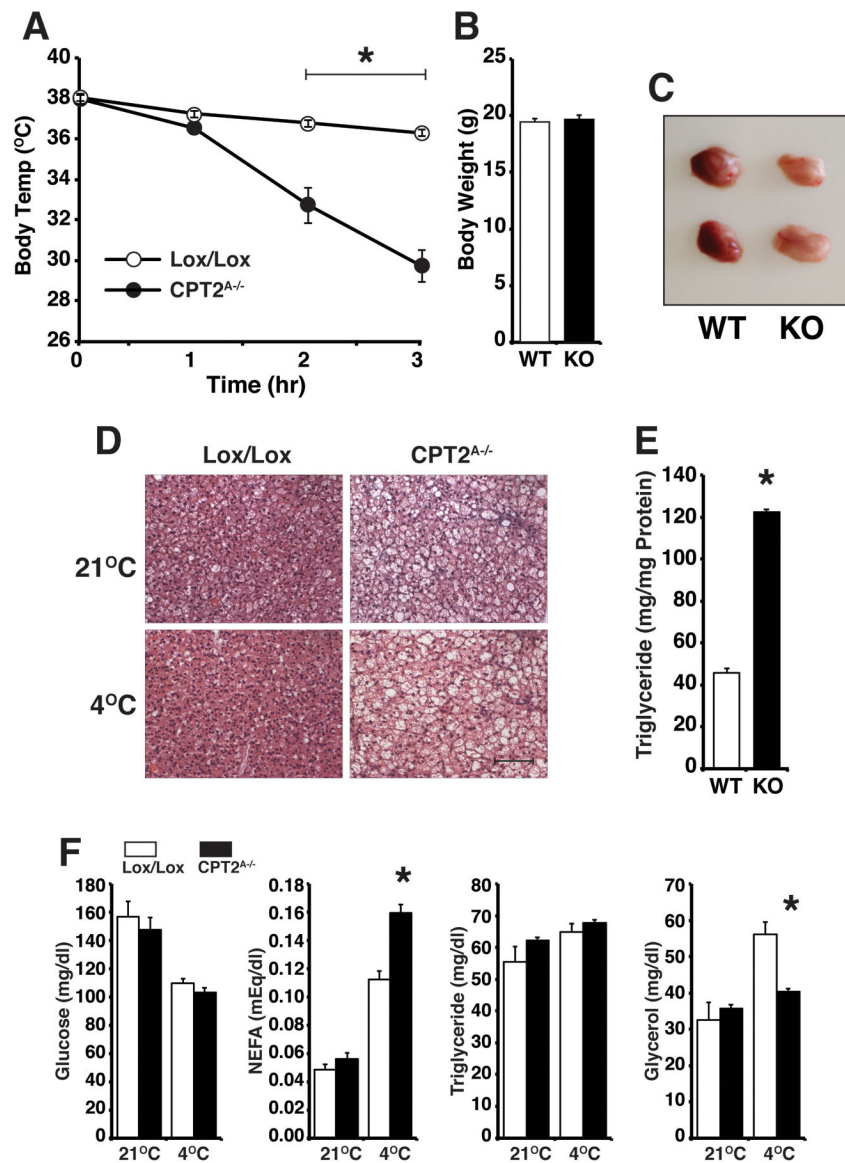 A
40
38
36
34
32
30
28
26
Body Temp (°C)
*
Lox/Lox
CPT2A-/-
0
1
2
3
Time (hr)
B
25
20
15
10
5
0
Body Weight (g)
WT KO
C
WT KO
D
Lox/Lox CPT2A-/-
21°C
4°C
E
140
120
100
80
60
40
20
0
Triglyceride (mg/mg Protein)
*
WT KO
F
Lox/Lox CPT2A-/-
180
160
140
120
100
80
60
40
20
0
Glucose (mg/dl)
21°C 4°C
0.18
0.16
0.14
0.12
0.10
0.08
0.06
0.04
0.02
0.00
NEFA (mEq/dl)
*
21°C 4°C
80
70
60
50
40
30
20
10
0
Triglyceride (mg/dl)
21°C 4°C
70
60
50
40
30
20
10
0
Glycerol (mg/dl)
*
21°C 4°C